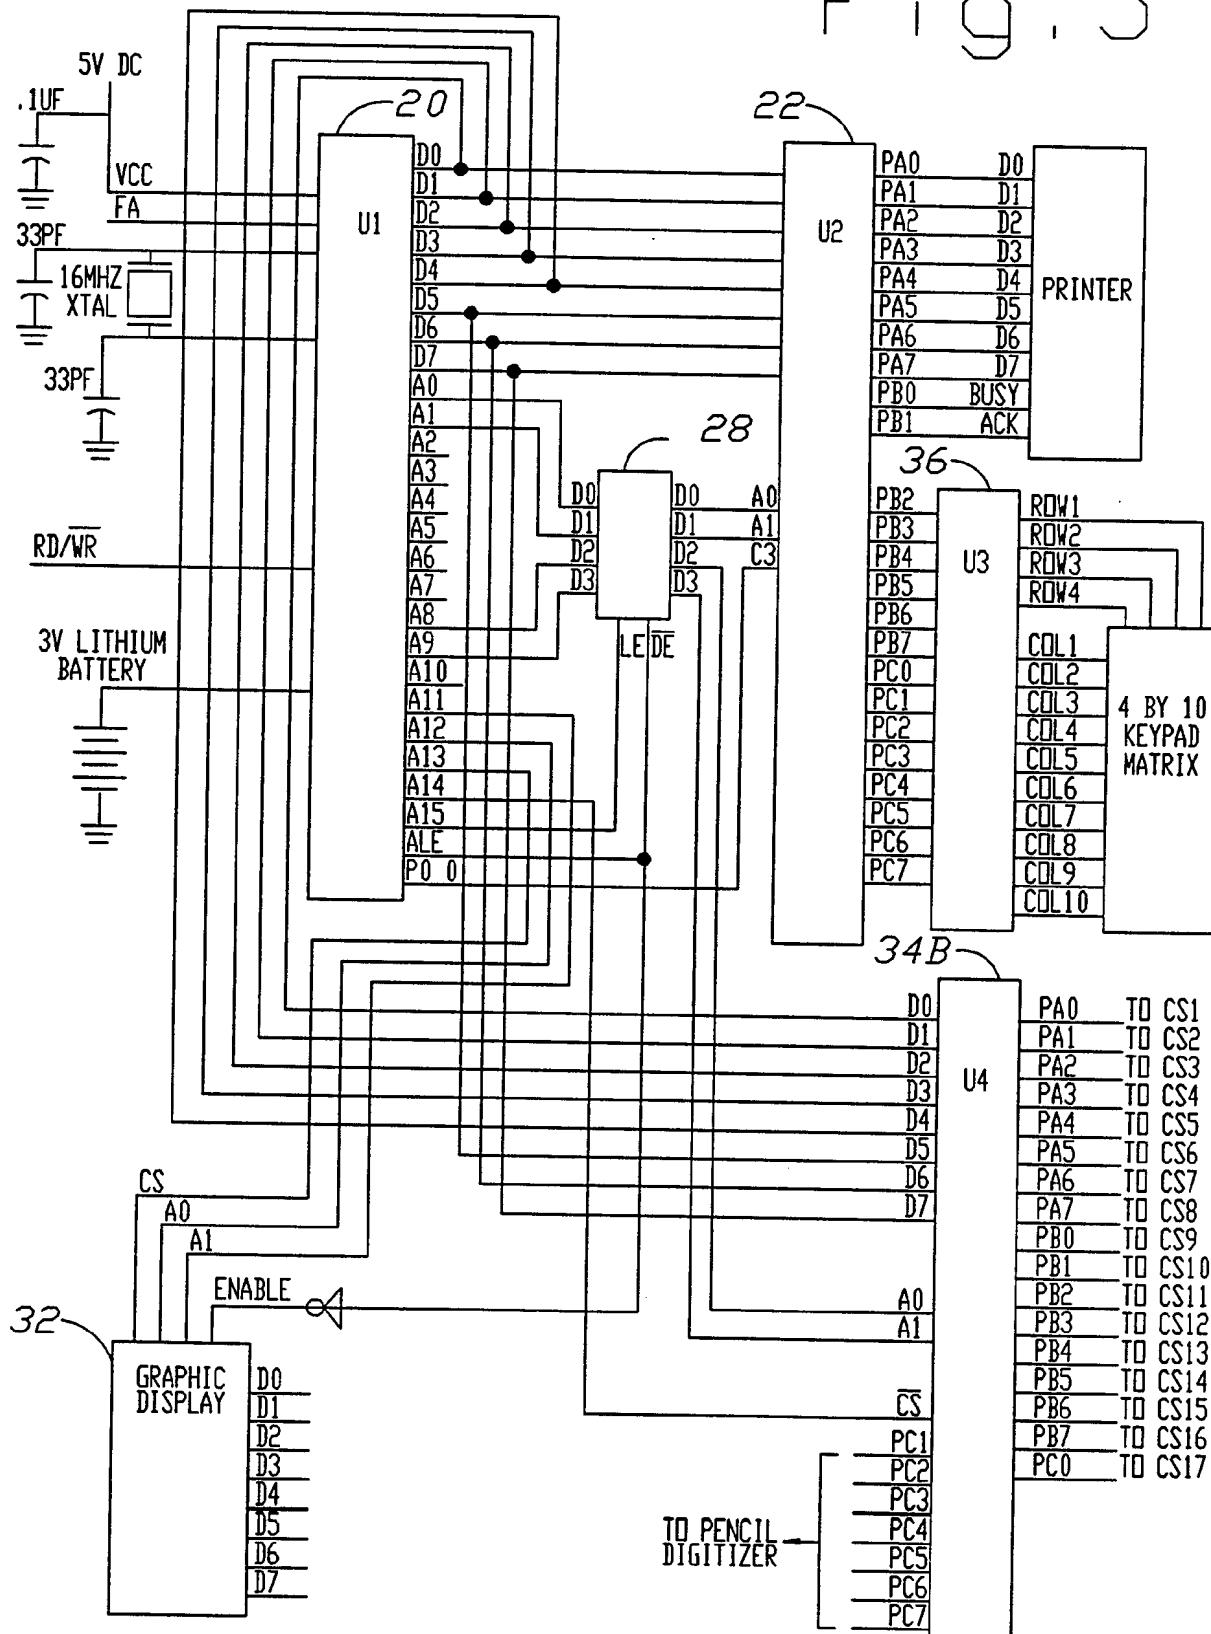 Fig.3
5V DC
.1UF
VCC
FA
33PF
16MHZ
XTAL
33PF
RD/WR
3V LITHIUM
BATTERY
20
U1
D0
D1
D2
D3
D4
D5
D6
D7
A0
A1
A2
A3
A4
A5
A6
A7
A8
A9
A10
A11
A12
A13
A14
A15
ALE
P0 0
28
D0
D1
D2
D3
D0
D1
D2
D3
LE
DE
22
U2
A0
A1
C3
PA0
PA1
PA2
PA3
PA4
PA5
PA6
PA7
PB0
PB1
D0
D1
D2
D3
D4
D5
D6
D7
BUSY
ACK
PRINTER
PB2
PB3
PB4
PB5
PB6
PB7
PC0
PC1
PC2
PC3
PC4
PC5
PC6
PC7
36
U3
ROW1
ROW2
ROW3
ROW4
COL1
COL2
COL3
COL4
COL5
COL6
COL7
COL8
COL9
COL10
4 BY 10
KEYPAD
MATRIX
34B
U4
D0
D1
D2
D3
D4
D5
D6
D7
A0
A1
CS
PC1
PC2
PC3
PC4
PC5
PC6
PC7
TO PENCIL
DIGITIZER
PA0 TO CS1
PA1 TO CS2
PA2 TO CS3
PA3 TO CS4
PA4 TO CS5
PA5 TO CS6
PA6 TO CS7
PA7 TO CS8
PB0 TO CS9
PB1 TO CS10
PB2 TO CS11
PB3 TO CS12
PB4 TO CS13
PB5 TO CS14
PB6 TO CS15
PB7 TO CS16
PC0 TO CS17
CS
A0
A1
ENABLE
32
GRAPHIC
DISPLAY
D0
D1
D2
D3
D4
D5
D6
D7